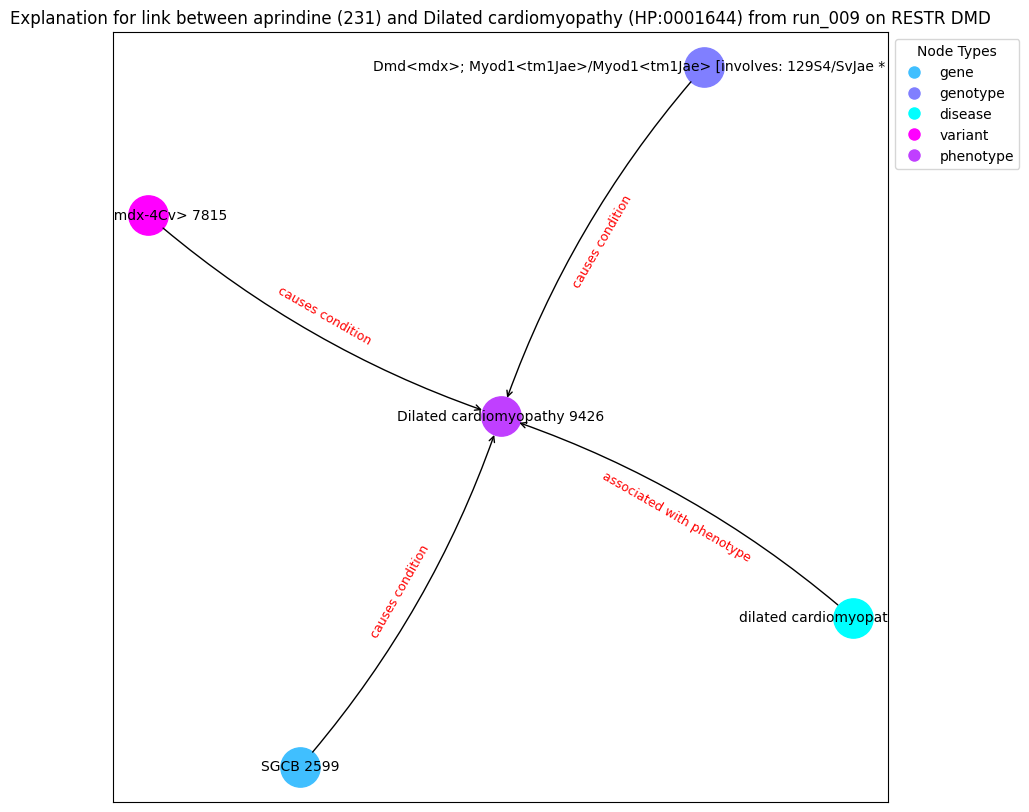 Explanation for link between aprindine (231) and Dilated cardiomyopathy (HP:0001644) from run_009 on RESTR DMD
Node Types
gene
genotype
disease
variant
phenotype
Dmd<mdx>; Myod1<tm1Jae>/Myod1<tm1Jae> [involves: 129S4/SvJae *
causes condition
mdx-4Cv> 7815
causes condition
Dilated cardiomyopathy 9426
associated with phenotype
causes condition
dilated cardiomyopat
SGCB 2599